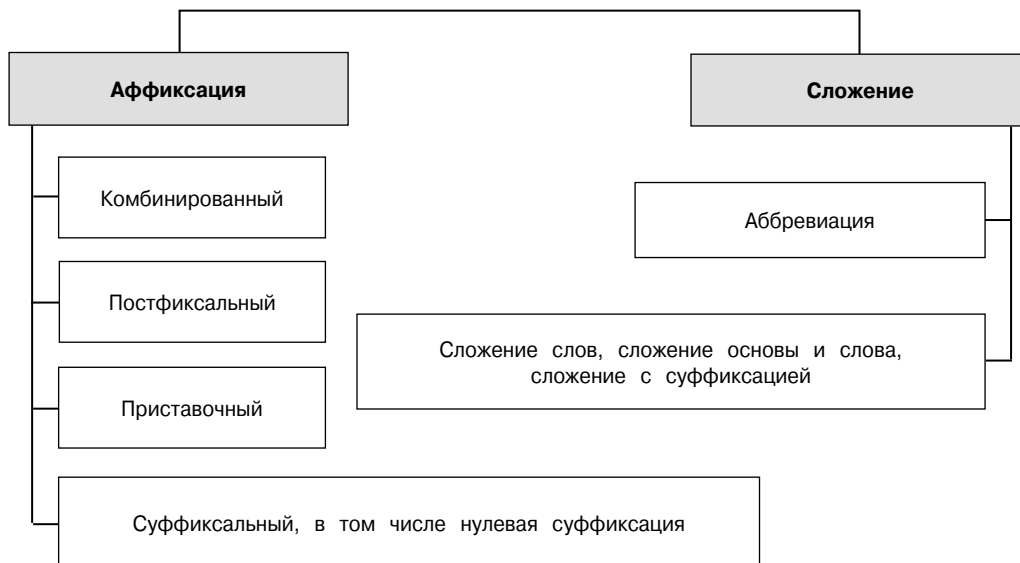 Аффиксация
Комбинированный
Постфиксальный
Приставочный
Суффиксальный, в том числе нулевая суффиксация
Сложение
Аббревиация
Сложение слов, сложение основы и слова,
сложение с суффиксацией